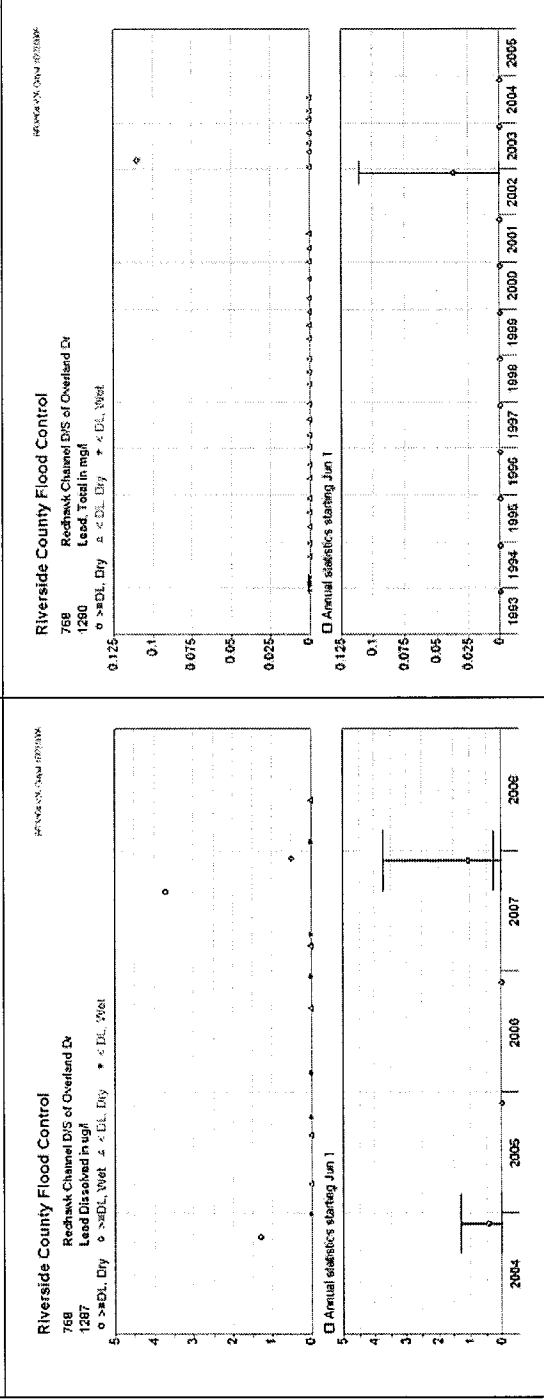 Riverside County Flood Control
768 Redhawk Channel D/S of Overland Dr
1287 Lead Dissolved in ug/l
o >=DL, Dry o >=DL, Wet ▵ < DL, Dry + < DL, Wet
5
4
3
2
1
0
Annual statistics starting Jun 1
5
4
3
2
1
0
2004 2005 2006 2007 2008
Riverside County Flood Control
768 Redhawk Channel D/S of Overland Dr
1290 Lead, Total in mg/l
o >=DL, Dry ▵ < DL, Dry + < DL, Wet
0.125
0.1
0.075
0.05
0.025
0
Annual statistics starting Jun 1
0.125
0.1
0.075
0.05
0.025
0
1993 1994 1995 1996 1997 1998 1999 2000 2001 2002 2003 2004 2005